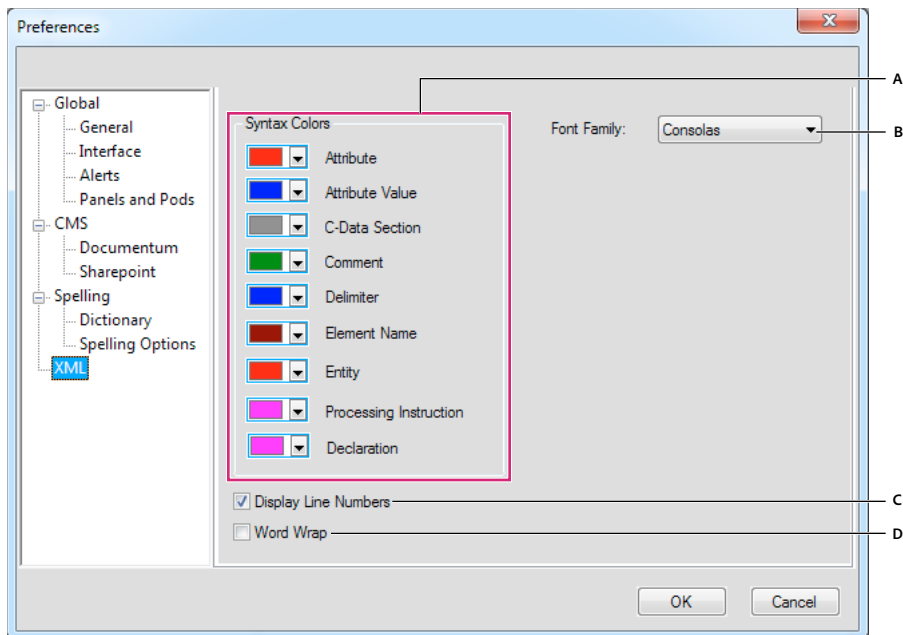 Preferences
A
Global
General
Interface
Alerts
Panels and Pods
CMS
Documentum
Sharepoint
Spelling
Dictionary
Spelling Options
XML
Syntax Colors
Attribute
Attribute Value
C-Data Section
Comment
Delimiter
Element Name
Entity
Processing Instruction
Declaration
Font Family: Consolas
B
Display Line Numbers
C
Word Wrap
D
OK
Cancel